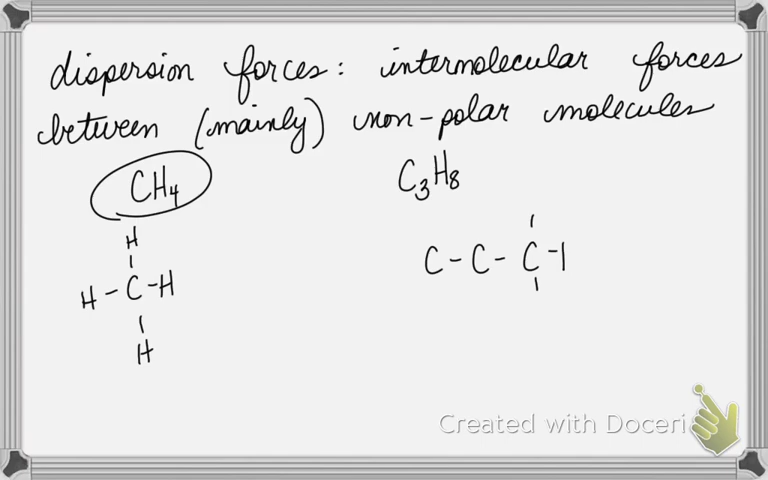 dispersion forces: intermolecular forces
between (mainly) non-polar molecules
CH4 C3H8
H
H - C - H
H
C - C - C -
Created with Doceri